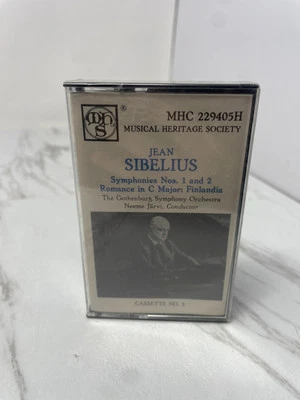 MHS ®
MHC 229405H
MUSICAL HERITAGE SOCIETY
JEAN
SIBELIUS
Symphonies Nos. 1 and 2
Romance in C Major: Finlandia
The Gothenburg Symphony Orchestra
Neeme Järvi, Conductor